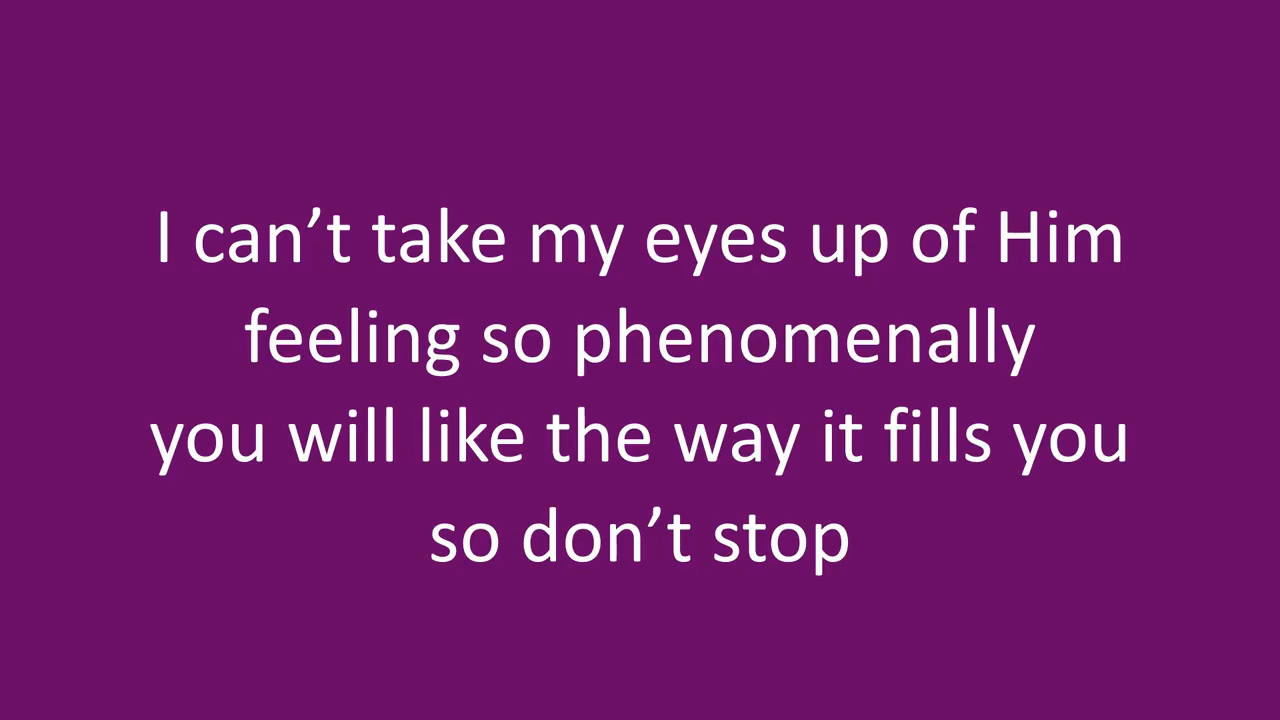 I can’t take my eyes up of Him
feeling so phenomenally
you will like the way it fills you
so don’t stop